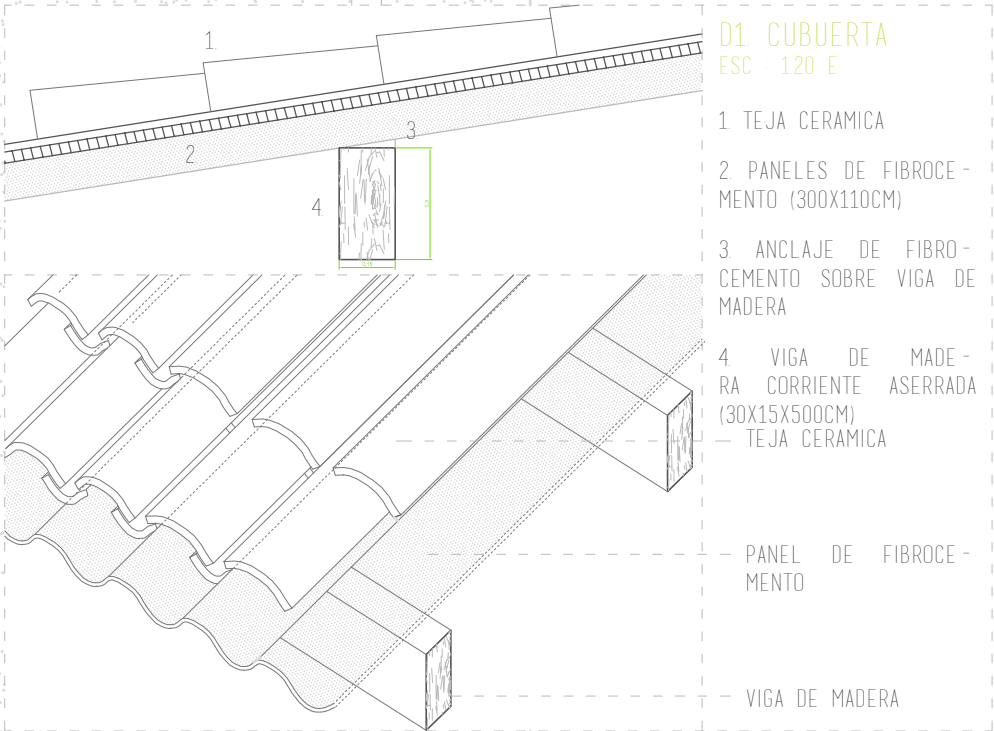 1.
2.
3
4.
0,15
D1. CUBUERTA
ESC : 120 E
1. TEJA CERAMICA
2. PANELES DE FIBROCE-
MENTO (300X110CM)
3. ANCLAJE DE FIBRO-
CEMENTO SOBRE VIGA DE
MADERA
4. VIGA DE MADE-
RA CORRIENTE ASERRADA
(30X15X500CM)
TEJA CERAMICA
PANEL DE FIBROCE-
MENTO
VIGA DE MADERA